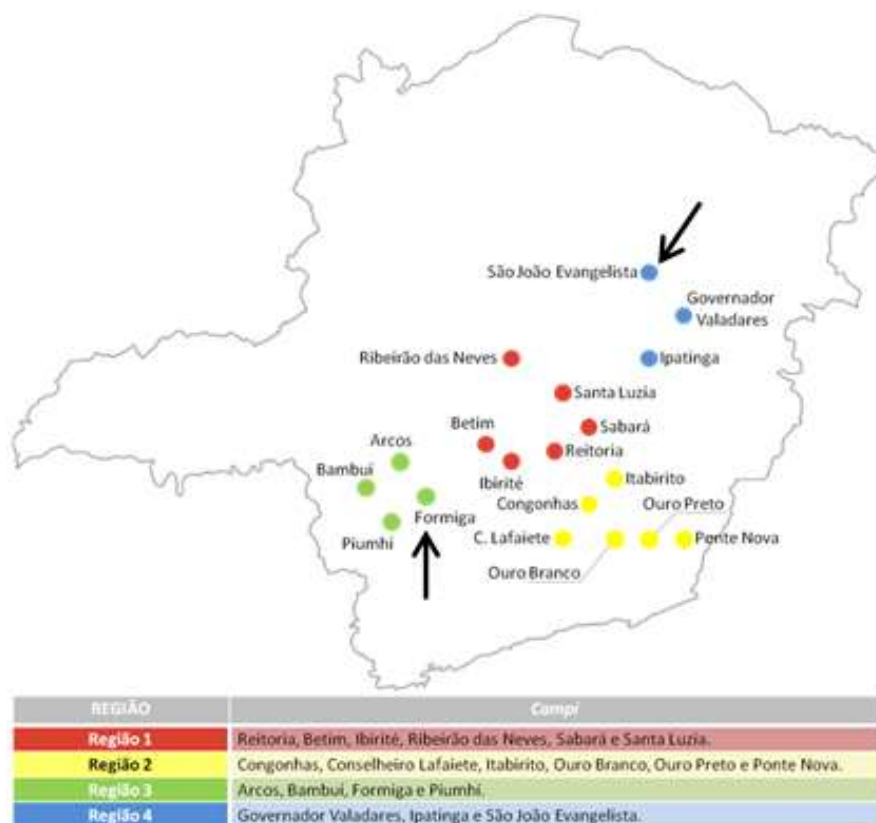 São João Evangelista
Governador
Valadares
Ribeirão das Neves
Ipatinga
Santa Luzia
Betim
Sabará
Arcos
Reitoria
Bambuí
Ibirité
Itabirito
Congonhas
Ouro Preto
Formiga
Piumhi
C. Lafaiete
Ponte Nova
Ouro Branco
REGIÃO Campi
Região 1 Reitoria, Betim, Ibirité, Ribeirão das Neves, Sabará e Santa Luzia.
Região 2 Congonhas, Conselheiro Lafaiete, Itabirito, Ouro Branco, Ouro Preto e Ponte Nova.
Região 3 Arcos, Bambuí, Formiga e Piumhi.
Região 4 Governador Valadares, Ipatinga e São João Evangelista.